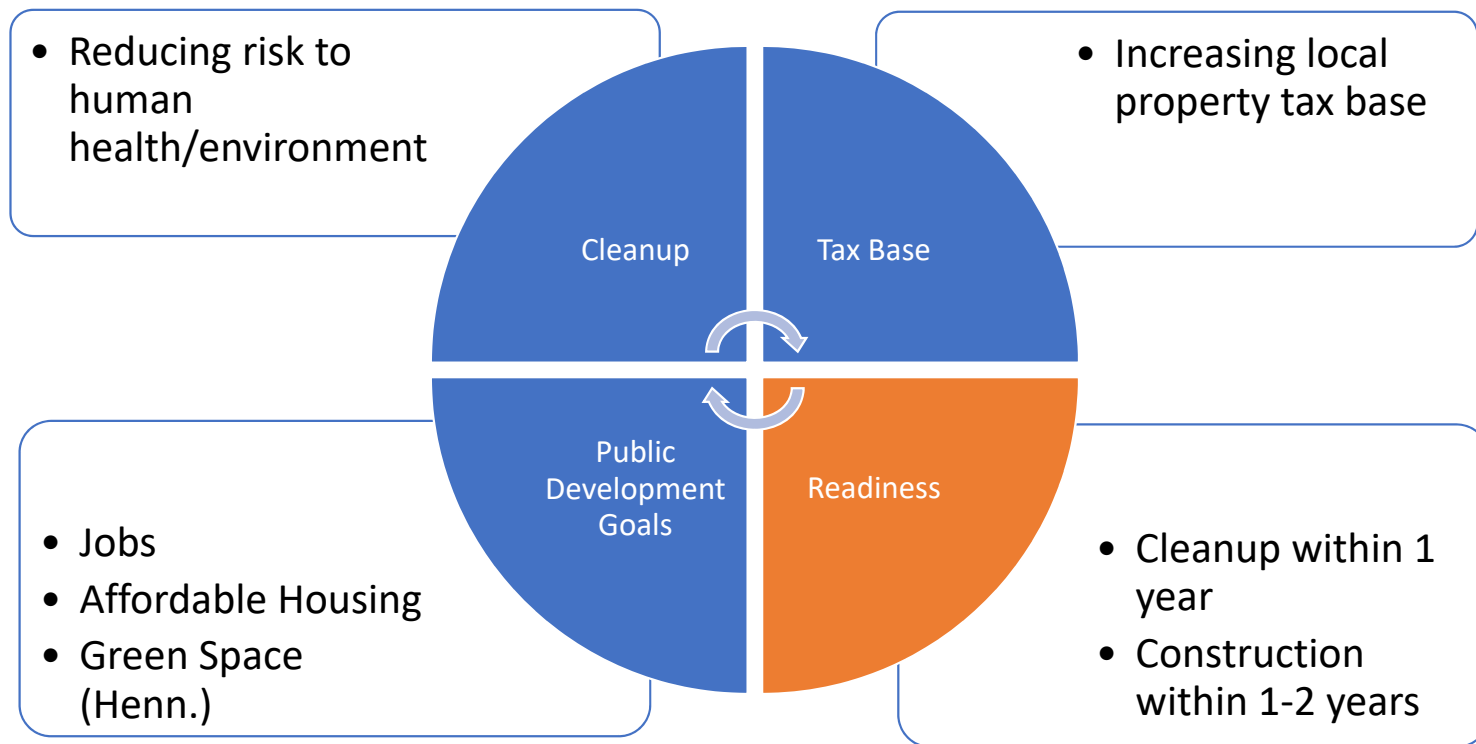 • Reducing risk to
human
health/environment
• Increasing local
property tax base
Cleanup
Tax Base
Public
Development
Goals
Readiness
• Jobs
• Affordable Housing
• Green Space
(Henn.)
• Cleanup within 1
year
• Construction
within 1-2 years